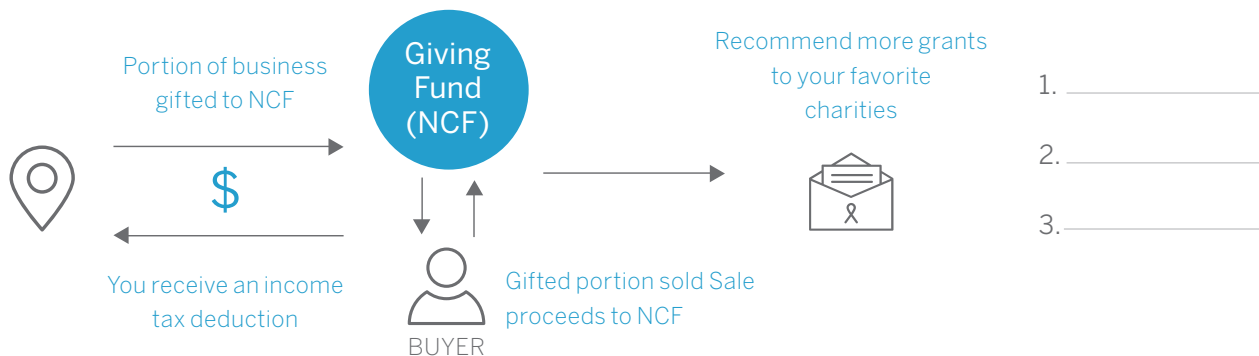 Portion of business
gifted to NCF
$
You receive an income
tax deduction
Giving
Fund
(NCF)
BUYER
Gifted portion sold Sale
proceeds to NCF
Recommend more grants
to your favorite
charities
1.
2.
3.